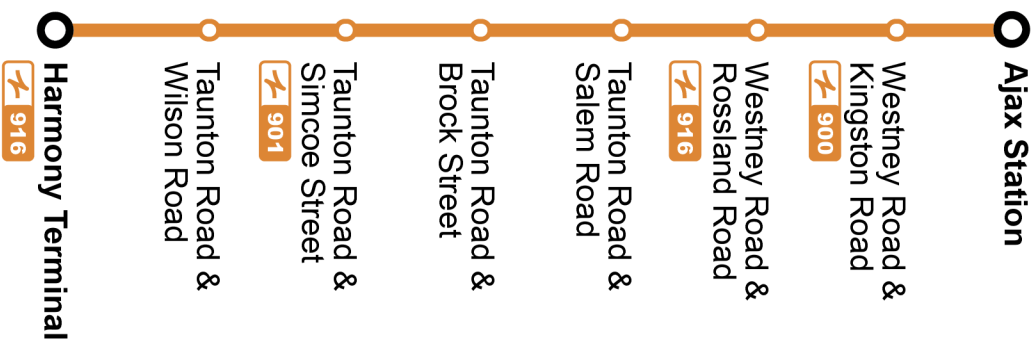 Ajax Station
Westney Road &
Kingston Road
900
Westney Road &
Rossland Road
916
Taunton Road &
Salem Road
Taunton Road &
Brock Street
Taunton Road &
Simcoe Street
901
Taunton Road &
Wilson Road
Harmony Terminal
916